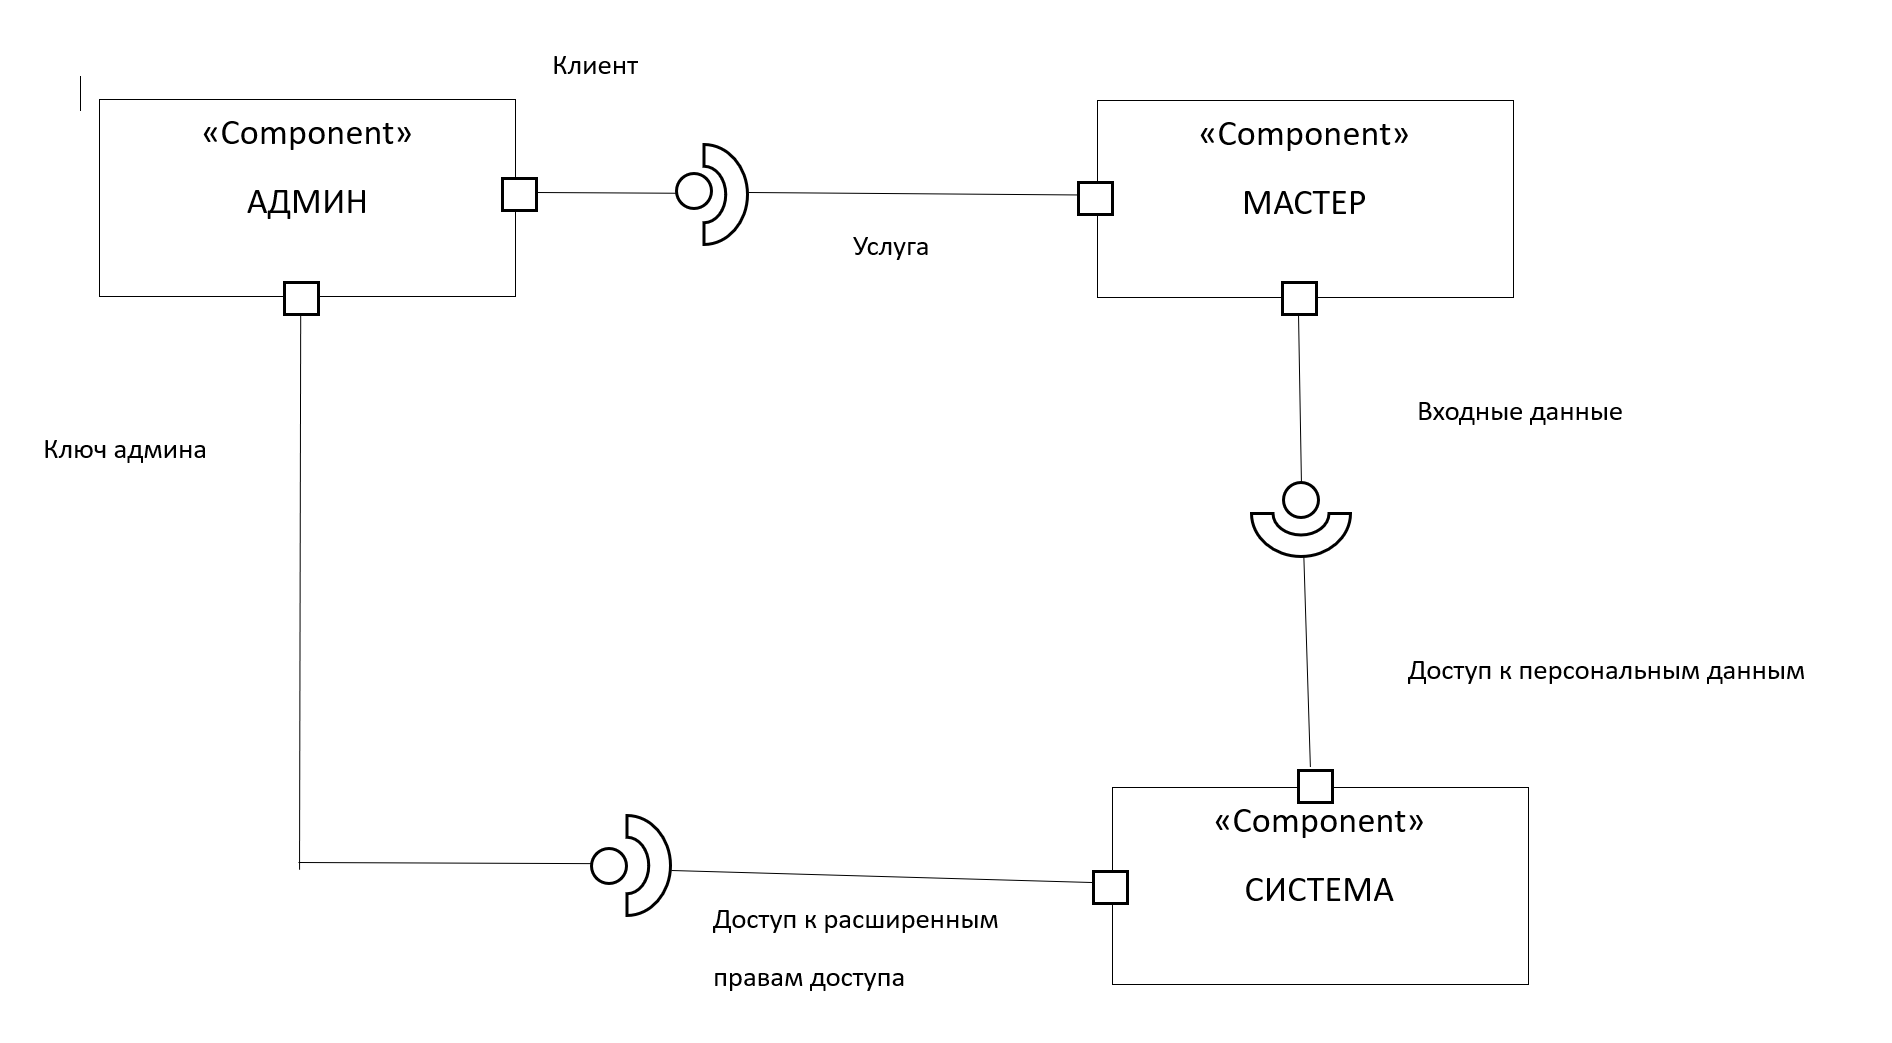 Клиент
«Component»
АДМИН
«Component»
МАСТЕР
Услуга
Входные данные
Ключ админа
Доступ к персональным данным
«Component»
СИСТЕМА
Доступ к расширенным
правам доступа